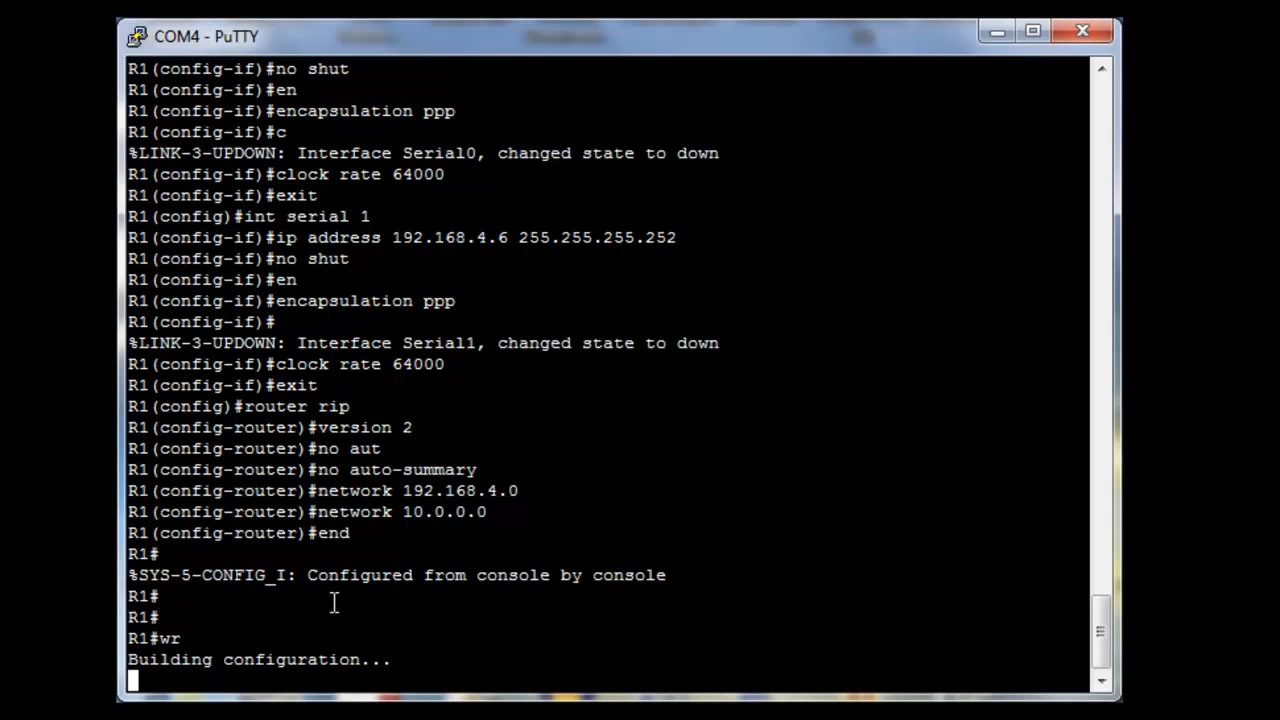 COM4 - PuTTY
R1(config-if)#no shut
R1(config-if)#en
R1(config-if)#encapsulation ppp
R1(config-if)#c
%LINK-3-UPDOWN: Interface Serial0, changed state to down
R1(config-if)#clock rate 64000
R1(config-if)#exit
R1(config)#int serial 1
R1(config-if)#ip address 192.168.4.6 255.255.255.252
R1(config-if)#no shut
R1(config-if)#en
R1(config-if)#encapsulation ppp
R1(config-if)#
%LINK-3-UPDOWN: Interface Serial1, changed state to down
R1(config-if)#clock rate 64000
R1(config-if)#exit
R1(config)#router rip
R1(config-router)#version 2
R1(config-router)#no aut
R1(config-router)#no auto-summary
R1(config-router)#network 192.168.4.0
R1(config-router)#network 10.0.0.0
R1(config-router)#end
R1#
%SYS-5-CONFIG_I: Configured from console by console
R1#
R1#
R1#wr
Building configuration...